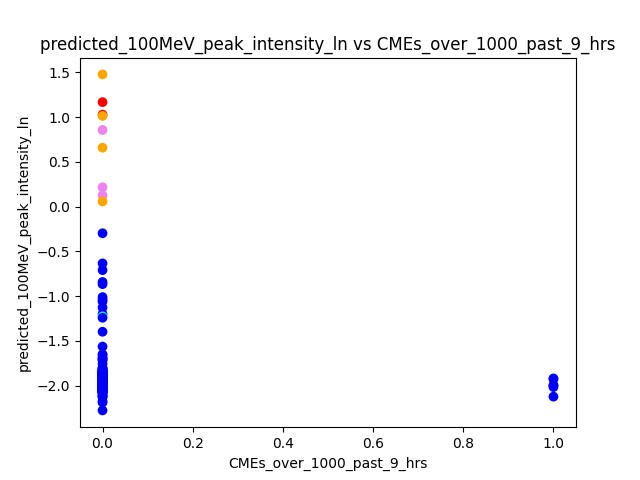 predicted_100MeV_peak_intensity_ln vs CMEs_over_1000_past_9_hrs
predicted_100MeV_peak_intensity_ln
1.5
1.0
0.5
0.0
−0.5
−1.0
−1.5
−2.0
0.0 0.2 0.4 0.6 0.8 1.0
CMEs_over_1000_past_9_hrs